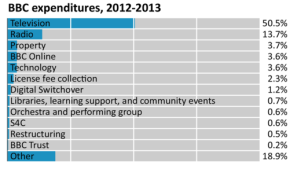 BBC expenditures, 2012-2013
Television 50.5%
Radio 13.7%
Property 3.7%
BBC Online 3.6%
Technology 3.6%
License fee collection 2.3%
Digital Switchover 1.2%
Libraries, learning support, and community events 0.7%
Orchestra and performing group 0.6%
S4C 0.6%
Restructuring 0.5%
BBC Trust 0.2%
Other 18.9%